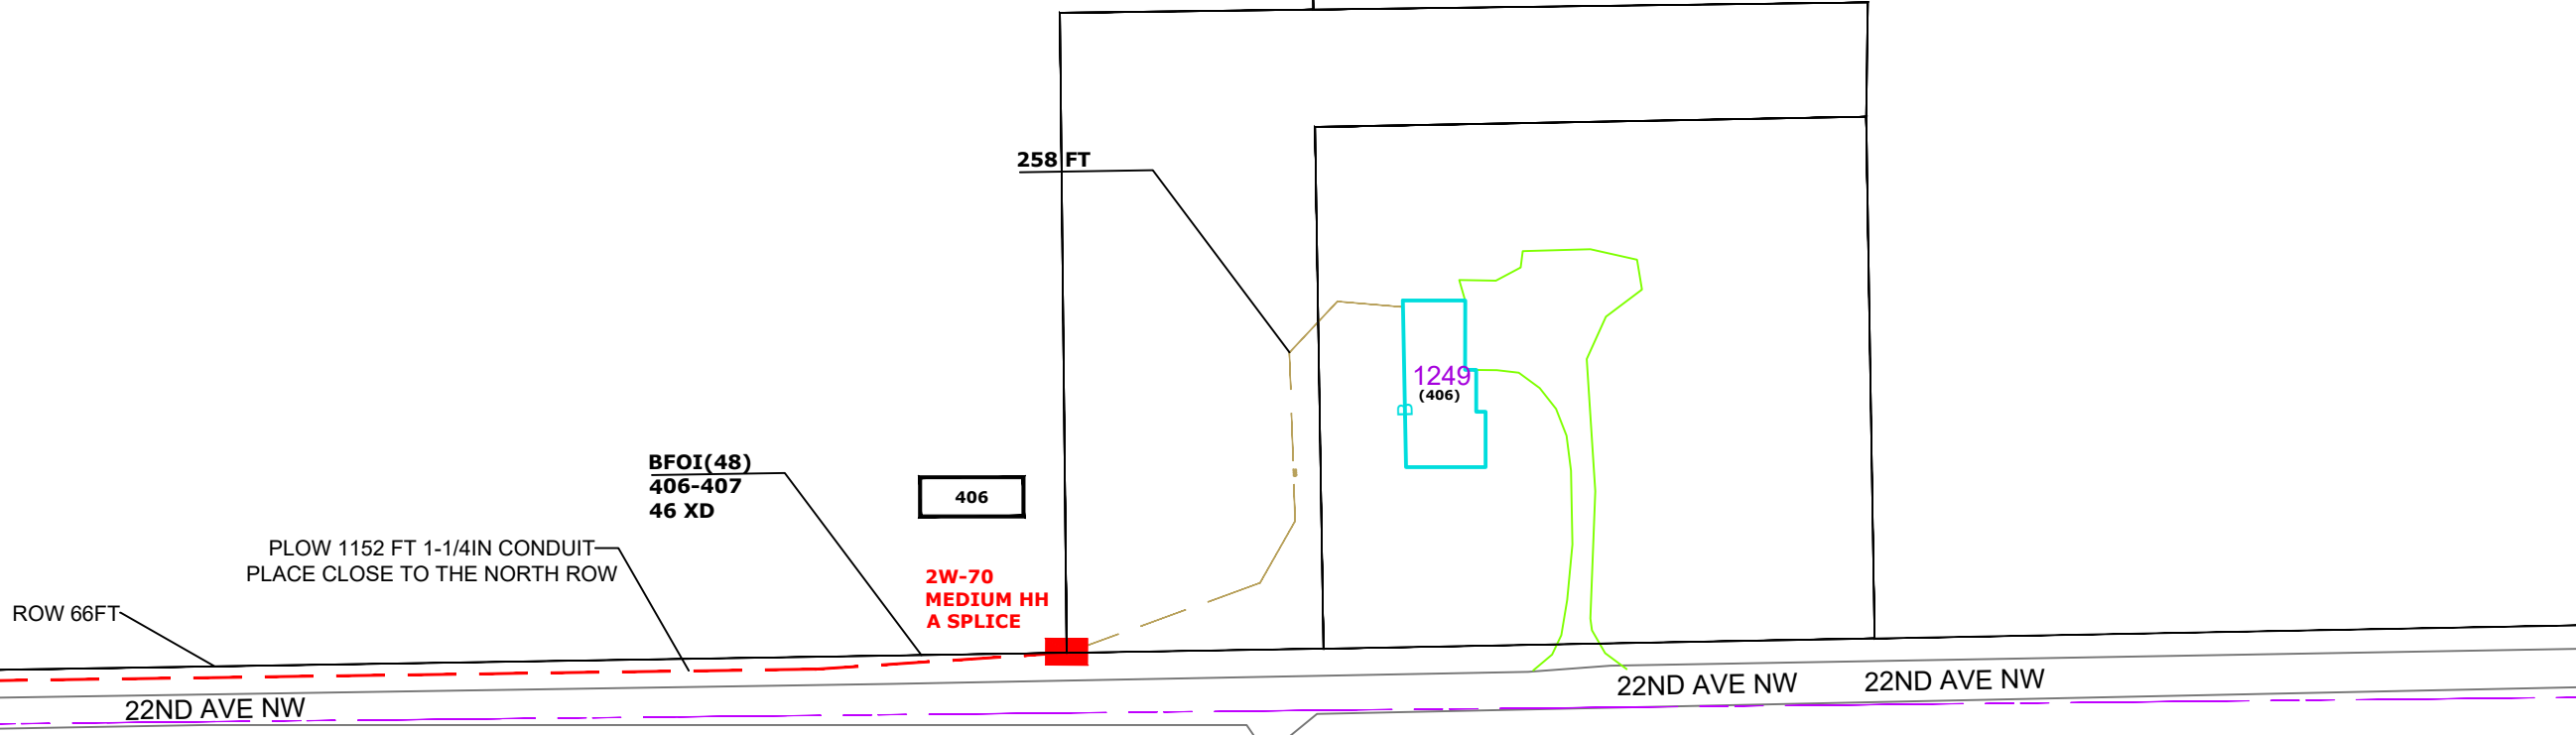 258 FT
1249
(406)
B
BFOI(48)
406-407
46 XD
406
PLOW 1152 FT 1-1/4IN CONDUIT
PLACE CLOSE TO THE NORTH ROW
2W-70
MEDIUM HH
A SPLICE
ROW 66FT
22ND AVE NW
22ND AVE NW
22ND AVE NW